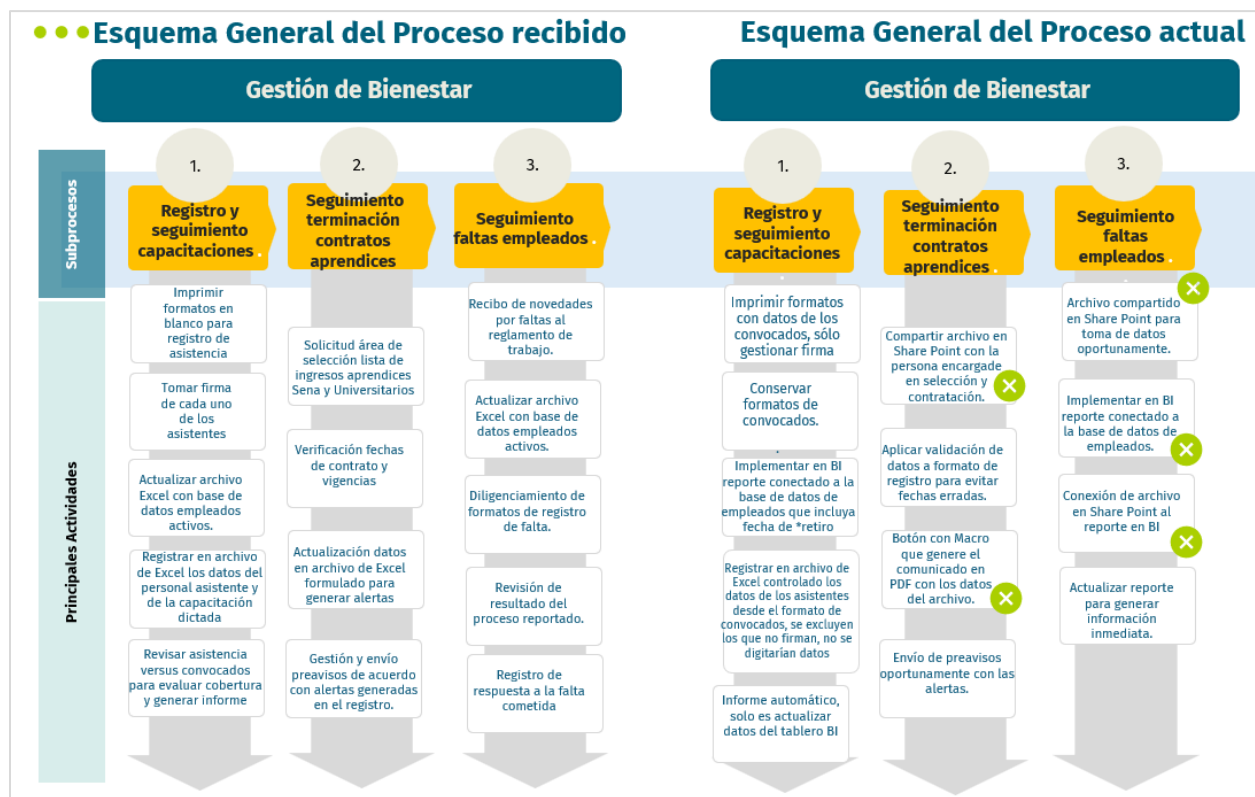 Esquema General del Proceso recibido
Gestión de Bienestar
Subprocesos
Principales Actividades
1.
Registro y
seguimiento
capacitaciones .
Imprimir
formatos en
blanco para
registro de
asistencia
Tomar firma
de cada uno
de los
asistentes
Actualizar archivo
Excel con base de
datos empleados
activos.
Registrar en archivo
de Excel los datos del
personal asistente y
de la capacitación
dictada
Revisar asistencia
versus convocados
para evaluar cobertura
y generar informe
2.
Seguimiento
terminación
contratos
aprendices
Solicitud área de
selección lista de
ingresos aprendices
Sena y Universitarios
Verificación fechas
de contrato y
vigencias
Actualización datos
en archivo de Excel
formulado para
generar alertas
Gestión y envío
preavisos de acuerdo
con alertas generadas
en el registro.
3.
Seguimiento
faltas empleados .
Recibo de novedades
por faltas al
reglamento de
trabajo.
Actualizar archivo
Excel con base de
datos empleados
activos.
Diligenciamiento de
formatos de registro
de falta.
Revisión de
resultado del
proceso reportado.
Registro de
respuesta a la falta
cometida
Esquema General del Proceso actual
Gestión de Bienestar
1.
Registro y
seguimiento
capacitaciones
.
Imprimir formatos
con datos de los
convocados, sólo
gestionar firma
Conservar
formatos de
convocados.
Implementar en BI
reporte conectado a
la base de datos de
empleados que incluya
fecha de *retiro
Registrar en archivo de
Excel controlado los
datos de los asistentes
desde el formato de
convocados, se excluyen
los que no firman, no se
digitarían datos
Informe automático,
solo es actualizar
datos del tablero BI
2.
Seguimiento
terminación
contratos
aprendices .
Compartir archivo en
Share Point con la
persona encargade
en selección y
contratación.
Aplicar validación de
datos a formato de
registro para evitar
fechas erradas.
Botón con Macro
que genere el
comunicado en
PDF con los datos
del archivo.
Envío de preavisos
oportunamente con las
alertas.
3.
Seguimiento
faltas
empleados .
Archivo compartido
en Share Point para
toma de datos
oportunamente.
Implementar en BI
reporte conectado a
la base de datos de
empleados.
Conexión de archivo
en Share Point al
reporte en BI
Actualizar reporte
para generar
información
inmediata.